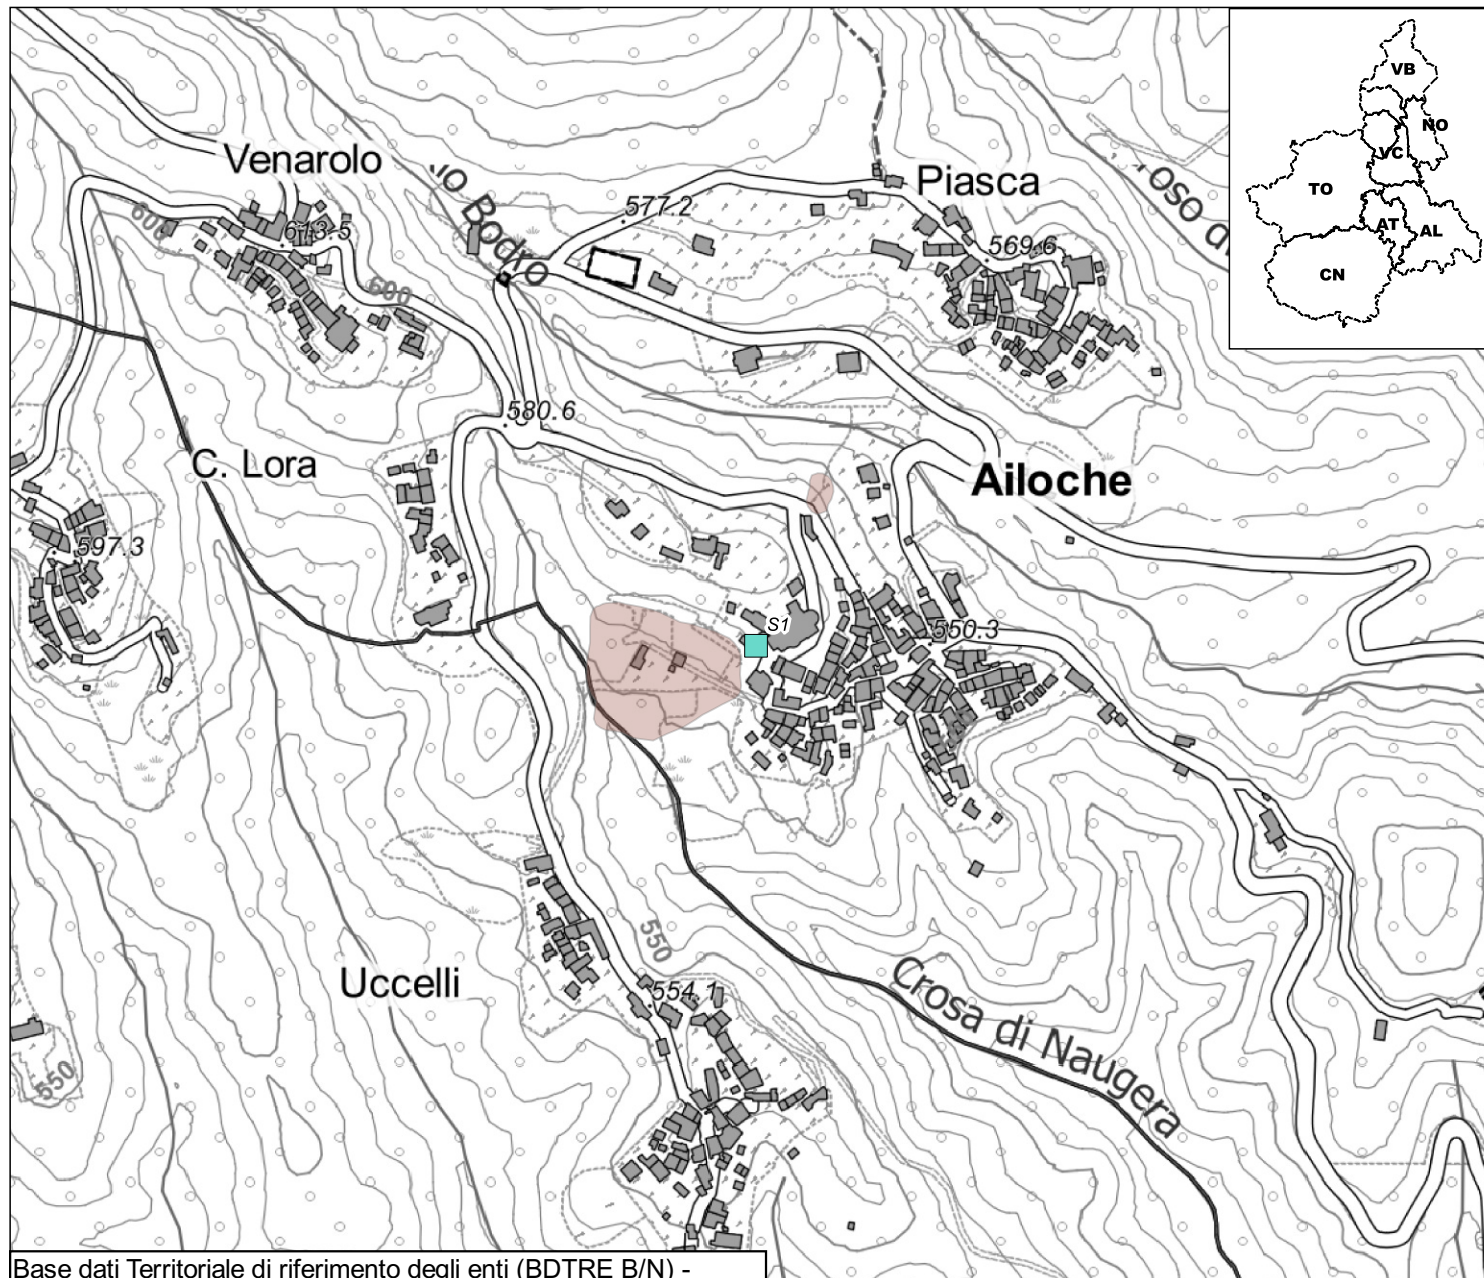 VB
NO
VC
TO
AT
AL
CN
Venarolo
Piasca
io Bodro
577.2
600
613.5
569.6
600
580.6
C. Lora
Ailoche
597.3
S1
550.3
550
Uccelli
554.1
Crosa di Naugera
550
Base dati Territoriale di riferimento degli enti (BDTRE B/N) -